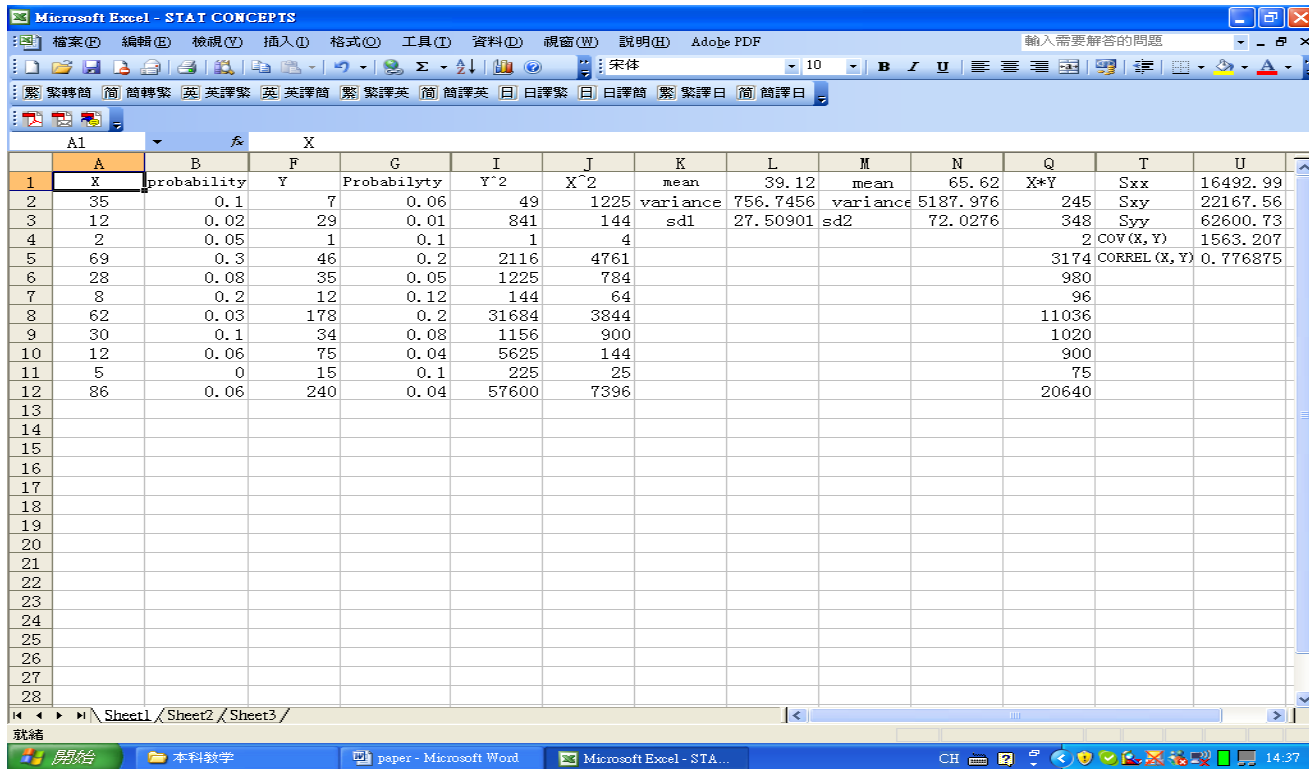 Microsoft Excel - STAT CONCEPTS
檔案(F) 編輯(E) 檢視(V) 插入(I) 格式(O) 工具(T) 資料(D) 視窗(W) 說明(H) Adobe PDF 輸入需要解答的問題
宋体 10 B I U
繁 繁轉簡 簡 簡轉繁 英 英譯繁 英 英譯簡 繁 繁譯英 簡 簡譯英 日 日譯繁 日 日譯簡 繁 繁譯日 簡 簡譯日
A1 fx X
A B F G I J K L M N Q T U
1 X probability Y Probabilyty Y^2 X^2 mean 39.12 mean 65.62 X*Y Sxx 16492.99
2 35 0.1 7 0.06 49 1225 variance 756.7456 variance 5187.976 245 Sxy 22167.56
3 12 0.02 29 0.01 841 144 sd1 27.50901 sd2 72.0276 348 Syy 62600.73
4 2 0.05 1 0.1 1 4 2 COV(X,Y) 1563.207
5 69 0.3 46 0.2 2116 4761 3174 CORREL(X,Y) 0.776875
6 28 0.08 35 0.05 1225 784 980
7 8 0.2 12 0.12 144 64 96
8 62 0.03 178 0.2 31684 3844 11036
9 30 0.1 34 0.08 1156 900 1020
10 12 0.06 75 0.04 5625 144 900
11 5 0 15 0.1 225 25 75
12 86 0.06 240 0.04 57600 7396 20640
13
14
15
16
17
18
19
20
21
22
23
24
25
26
27
28
Sheet1 / Sheet2 / Sheet3
就緒
開始 本科教学 paper - Microsoft Word Microsoft Excel - STA... CH 14:37